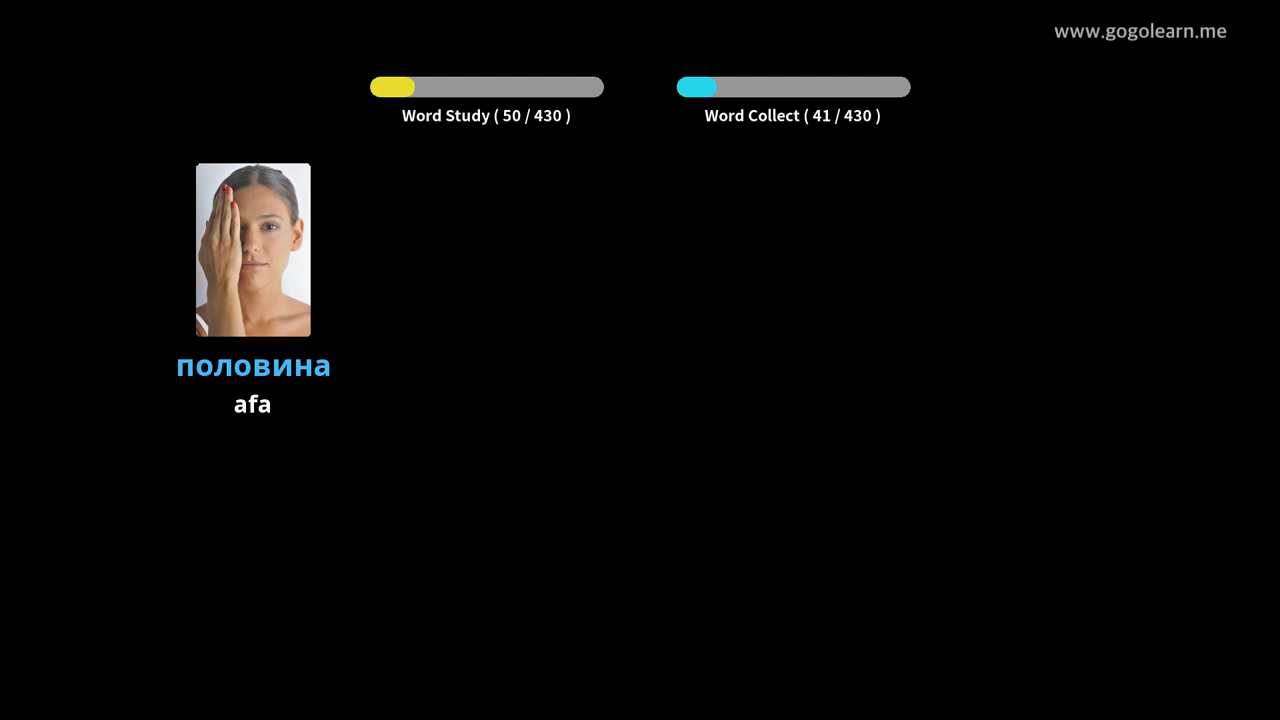 www.gogolearn.me
Word Study ( 50 / 430 )
Word Collect ( 41 / 430 )
половина
afa